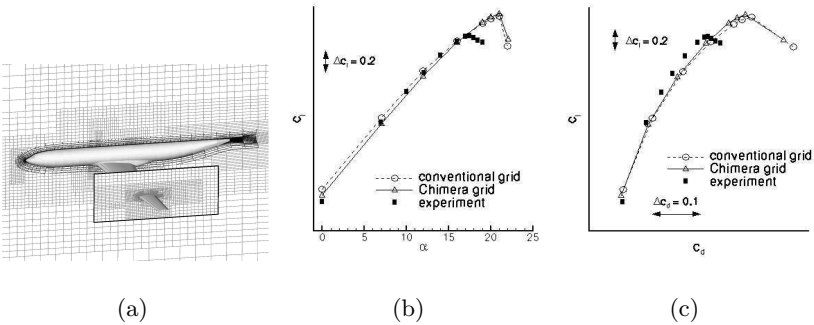 Δc_l = 0.2
c_l
conventional grid
Chimera grid
experiment
0 5 10 15 20 25
α
Δc_l = 0.2
c_l
conventional grid
Chimera grid
experiment
Δc_d = 0.1
c_d
(a) (b) (c)